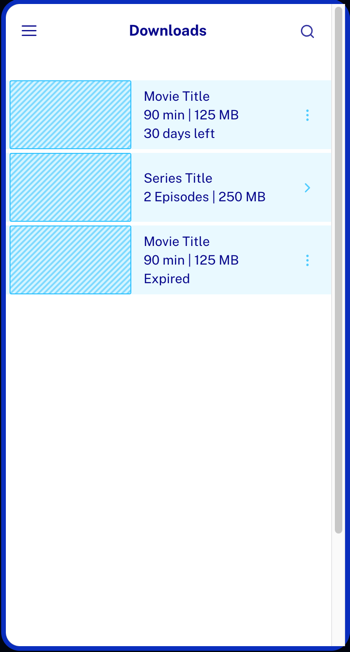 Downloads
Movie Title
90 min | 125 MB
30 days left
Series Title
2 Episodes | 250 MB
Movie Title
90 min | 125 MB
Expired